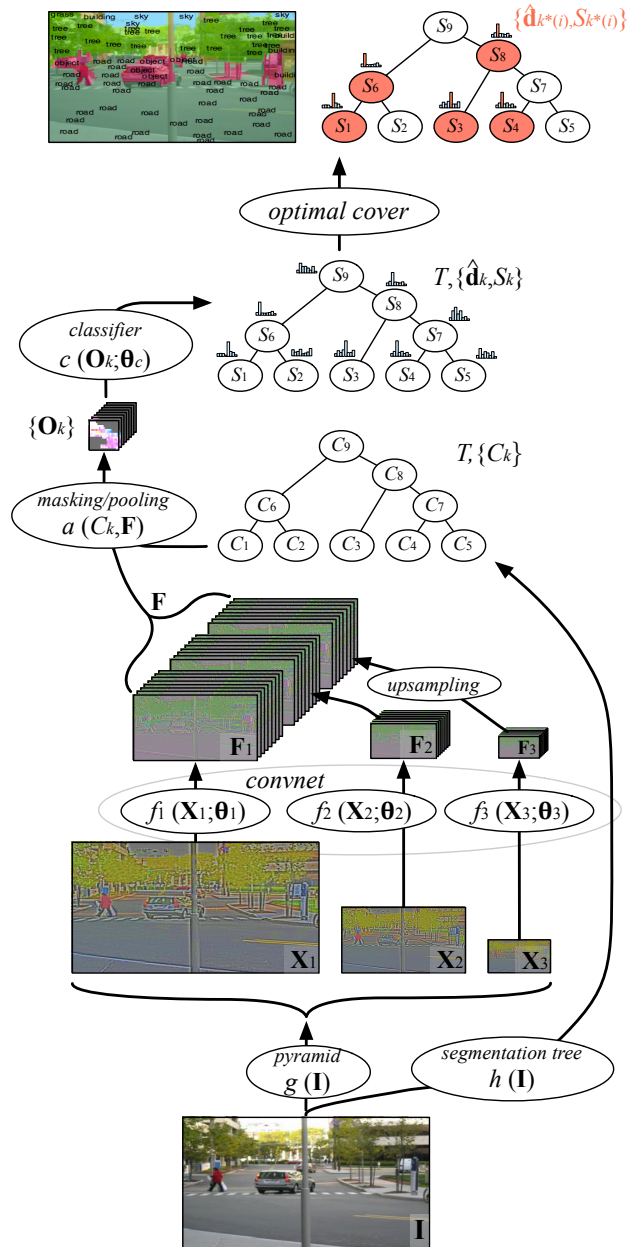 {d̂k*(i),Sk*(i)}
grass
building
sky
sky
tree
tree
tree
tree
tree
tree
building
object
object
object
object
building
road
road
road
road
road
road
road
road
road
road
S9
S8
S6
S7
S1
S2
S3
S4
S5
optimal cover
T,{d̂k,Sk}
S9
S8
S6
S7
S1
S2
S3
S4
S5
classifier
c (Ok;θc)
{Ok}
T,{Ck}
C9
C8
C6
C7
C1
C2
C3
C4
C5
masking/pooling
a (Ck,F)
F
upsampling
F1
F2
F3
convnet
f1 (X1;θ1)
f2 (X2;θ2)
f3 (X3;θ3)
X1
X2
X3
pyramid
g (I)
segmentation tree
h (I)
I